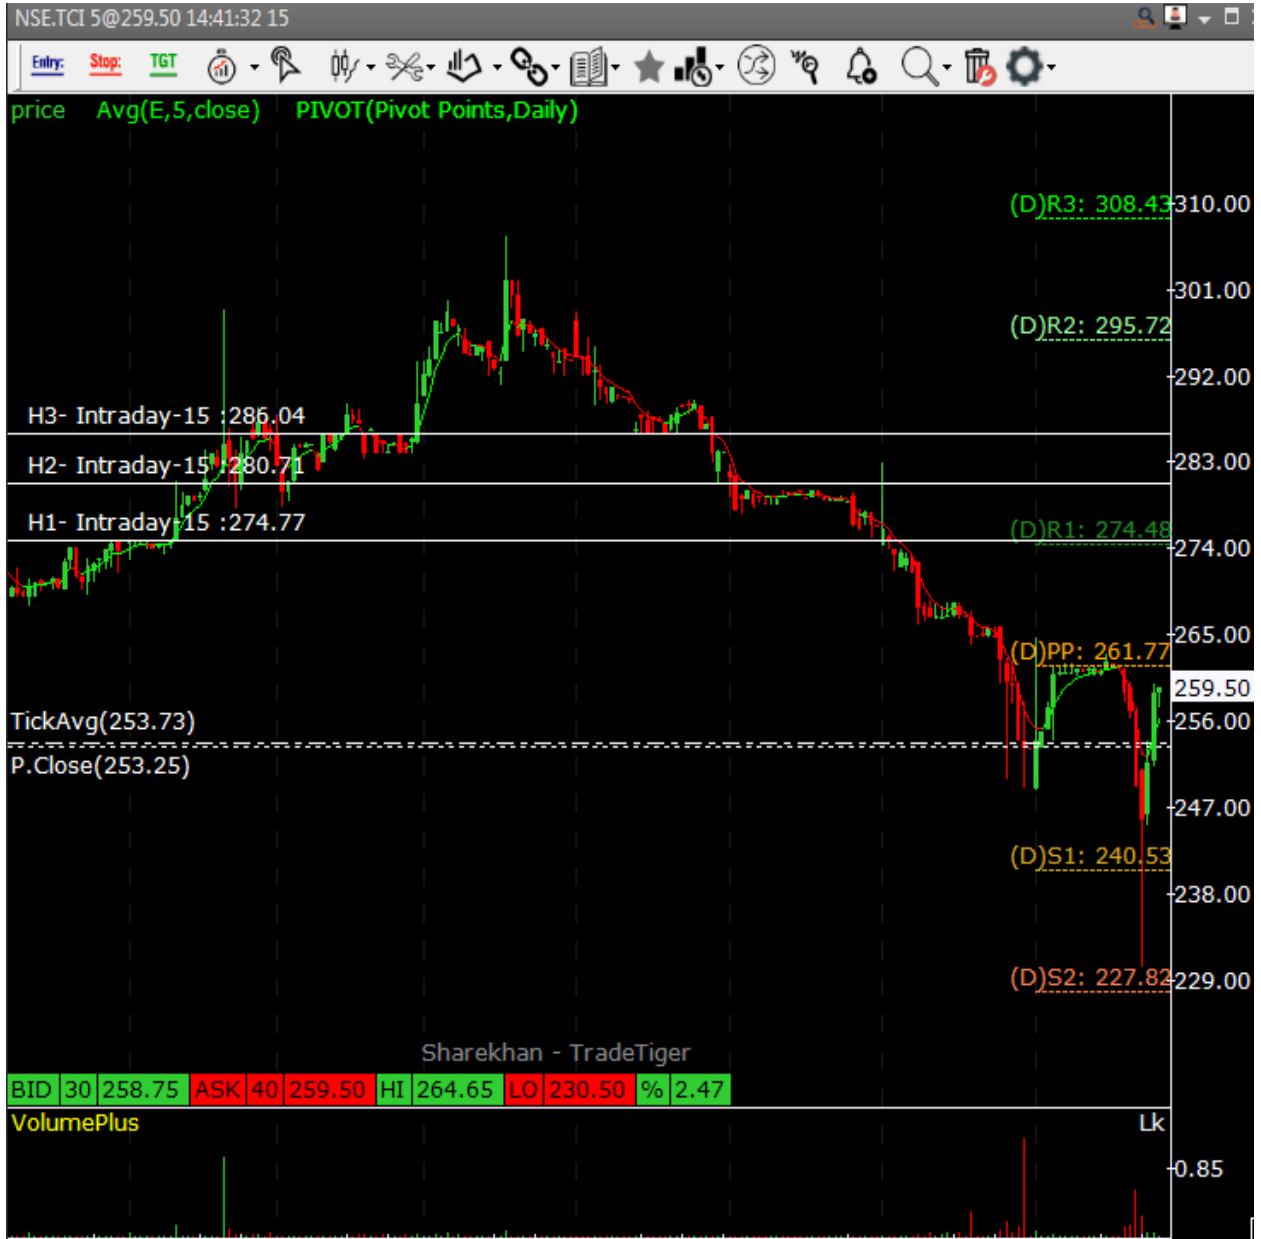 NSE.TCI 5@259.50 14:41:32 15
Entry: Stop: TGT
price Avg(E,5,close) PIVOT(Pivot Points,Daily)
(D)R3: 308.43
310.00
301.00
(D)R2: 295.72
292.00
H3- Intraday-15 :286.04
H2- Intraday-15 :280.71
283.00
H1- Intraday-15 :274.77
(D)R1: 274.48
274.00
265.00
(D)PP: 261.77
259.50
TickAvg(253.73)
256.00
P.Close(253.25)
247.00
(D)S1: 240.53
238.00
(D)S2: 227.82
229.00
Sharekhan - TradeTiger
BID 30 258.75 ASK 40 259.50 HI 264.65 LO 230.50 % 2.47
VolumePlus Lk
0.85